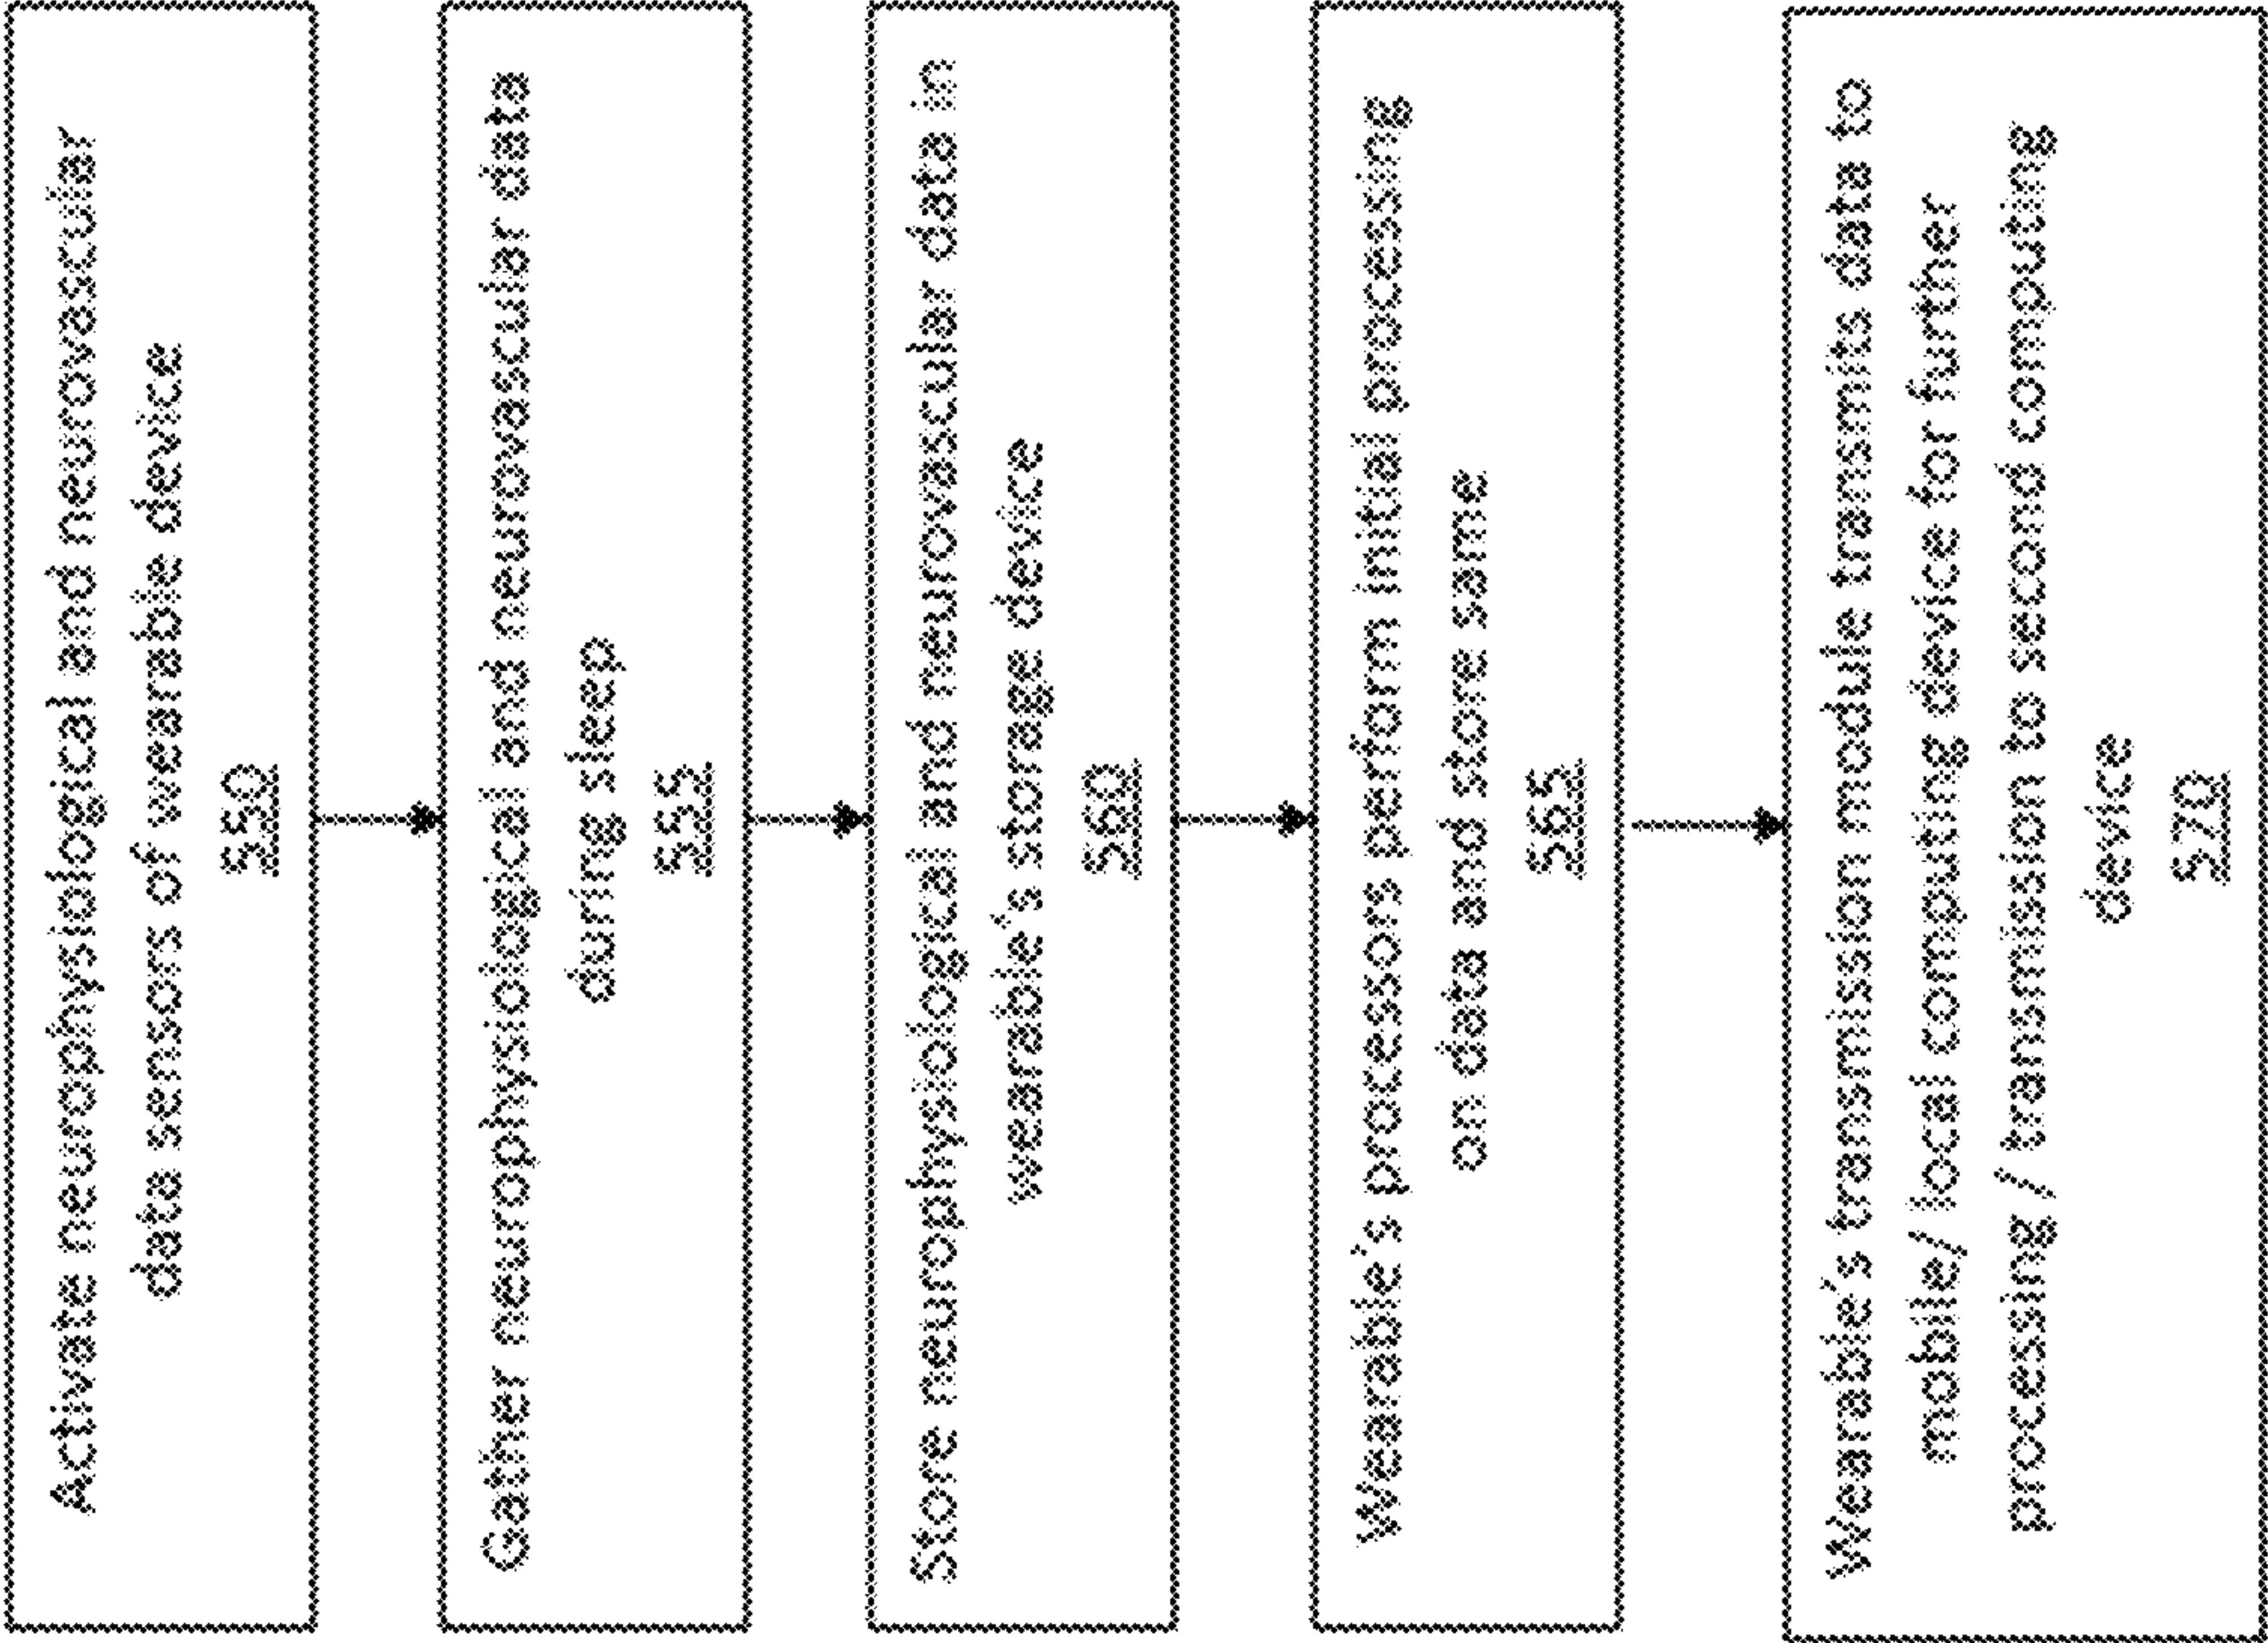 Activate neurophysiological and neurovascular
data sensors of wearable device
550
Gather neurophysiological and neurovascular data
during sleep
555
Store neurophysiological and neurovascular data in
wearable's storage device
560
Wearable's processors perform initial processing
on data and store same
565
Wearable's transmission module transmits data to
mobile/ local computing device for further
processing / transmission to second computing
device
570